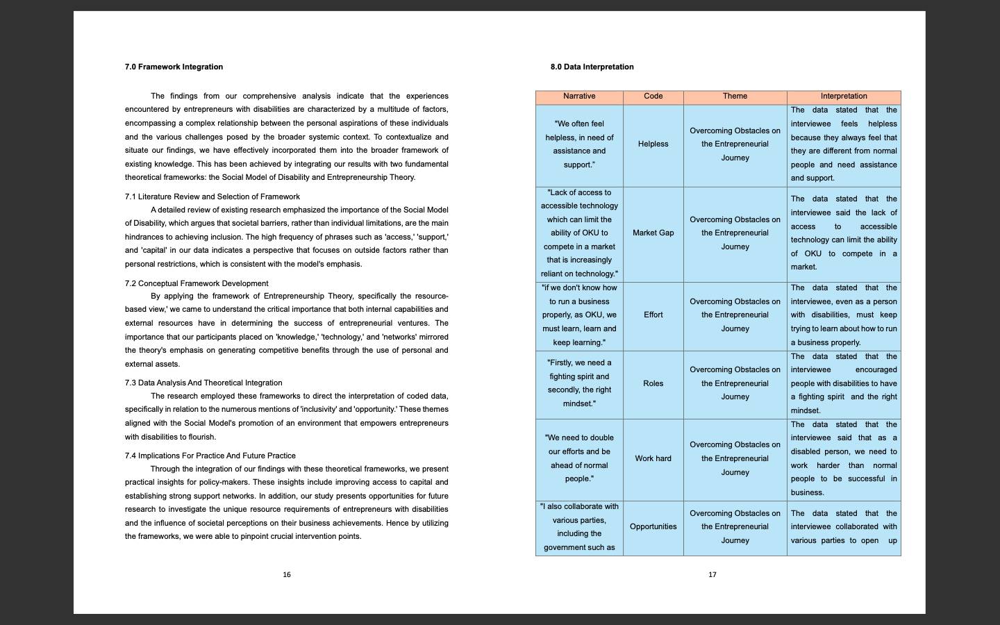 7.0 Framework Integration
The findings from our comprehensive analysis indicate that the experiences
encountered by entrepreneurs with disabilities are characterized by a multitude of factors,
encompassing a complex relationship between the personal aspirations of these individuals
and the various challenges posed by the broader systemic context. To contextualize and
situate our findings, we have effectively incorporated them into the broader framework of
existing knowledge. This has been achieved by integrating our results with two fundamental
theoretical frameworks: the Social Model of Disability and Entrepreneurship Theory.
7.1 Literature Review and Selection of Framework
A detailed review of existing research emphasized the importance of the Social Model
of Disability, which argues that societal barriers, rather than individual limitations, are the main
hindrances to achieving inclusion. The high frequency of phrases such as 'access,' 'support,'
and 'capital' in our data indicates a perspective that focuses on outside factors rather than
personal restrictions, which is consistent with the model's emphasis.
7.2 Conceptual Framework Development
By applying the framework of Entrepreneurship Theory, specifically the resource-
based view,' we came to understand the critical importance that both internal capabilities and
external resources have in determining the success of entrepreneurial ventures. The
importance that our participants placed on 'knowledge,' 'technology,' and 'networks' mirrored
the theory's emphasis on generating competitive benefits through the use of personal and
external assets.
7.3 Data Analysis And Theoretical Integration
The research employed these frameworks to direct the interpretation of coded data,
specifically in relation to the numerous mentions of 'inclusivity' and 'opportunity.' These themes
aligned with the Social Model's promotion of an environment that empowers entrepreneurs
with disabilities to flourish.
7.4 Implications For Practice And Future Practice
Through the integration of our findings with these theoretical frameworks, we present
practical insights for policy-makers. These insights include improving access to capital and
establishing strong support networks. In addition, our study presents opportunities for future
research to investigate the unique resource requirements of entrepreneurs with disabilities
and the influence of societal perceptions on their business achievements. Hence by utilizing
the frameworks, we were able to pinpoint crucial intervention points.
16
8.0 Data Interpretation
Narrative
Code
Theme
Interpretation
"We often feel
helpless, in need of
assistance and
support."
Helpless
Overcoming Obstacles on
the Entrepreneurial
Journey
The data stated that the
interviewee feels helpless
because they always feel that
they are different from normal
people and need assistance
and support.
"Lack of access to
accessible technology
which can limit the
ability of OKU to
compete in a market
that is increasingly
reliant on technology."
Market Gap
Overcoming Obstacles on
the Entrepreneurial
Journey
The data stated that the
interviewee said the lack of
access to accessible
technology can limit the ability
of OKU to compete in a
market.
"if we don't know how
to run a business
properly, as OKU, we
must learn, learn and
keep learning."
Effort
Overcoming Obstacles on
the Entrepreneurial
Journey
The data stated that the
interviewee, even as a person
with disabilities, must keep
trying to learn about how to run
a business properly.
"Firstly, we need a
fighting spirit and
secondly, the right
mindset."
Roles
Overcoming Obstacles on
the Entrepreneurial
Journey
The data stated that the
interviewee encouraged
people with disabilities to have
a fighting spirit and the right
mindset.
"We need to double
our efforts and be
ahead of normal
people."
Work hard
Overcoming Obstacles on
the Entrepreneurial
Journey
The data stated that the
interviewee said that as a
disabled person, we need to
work harder than normal
people to be successful in
business.
"I also collaborate with
various parties,
including the
government such as
Opportunities
Overcoming Obstacles on
the Entrepreneurial
Journey
The data stated that the
interviewee collaborated with
various parties to open up
17